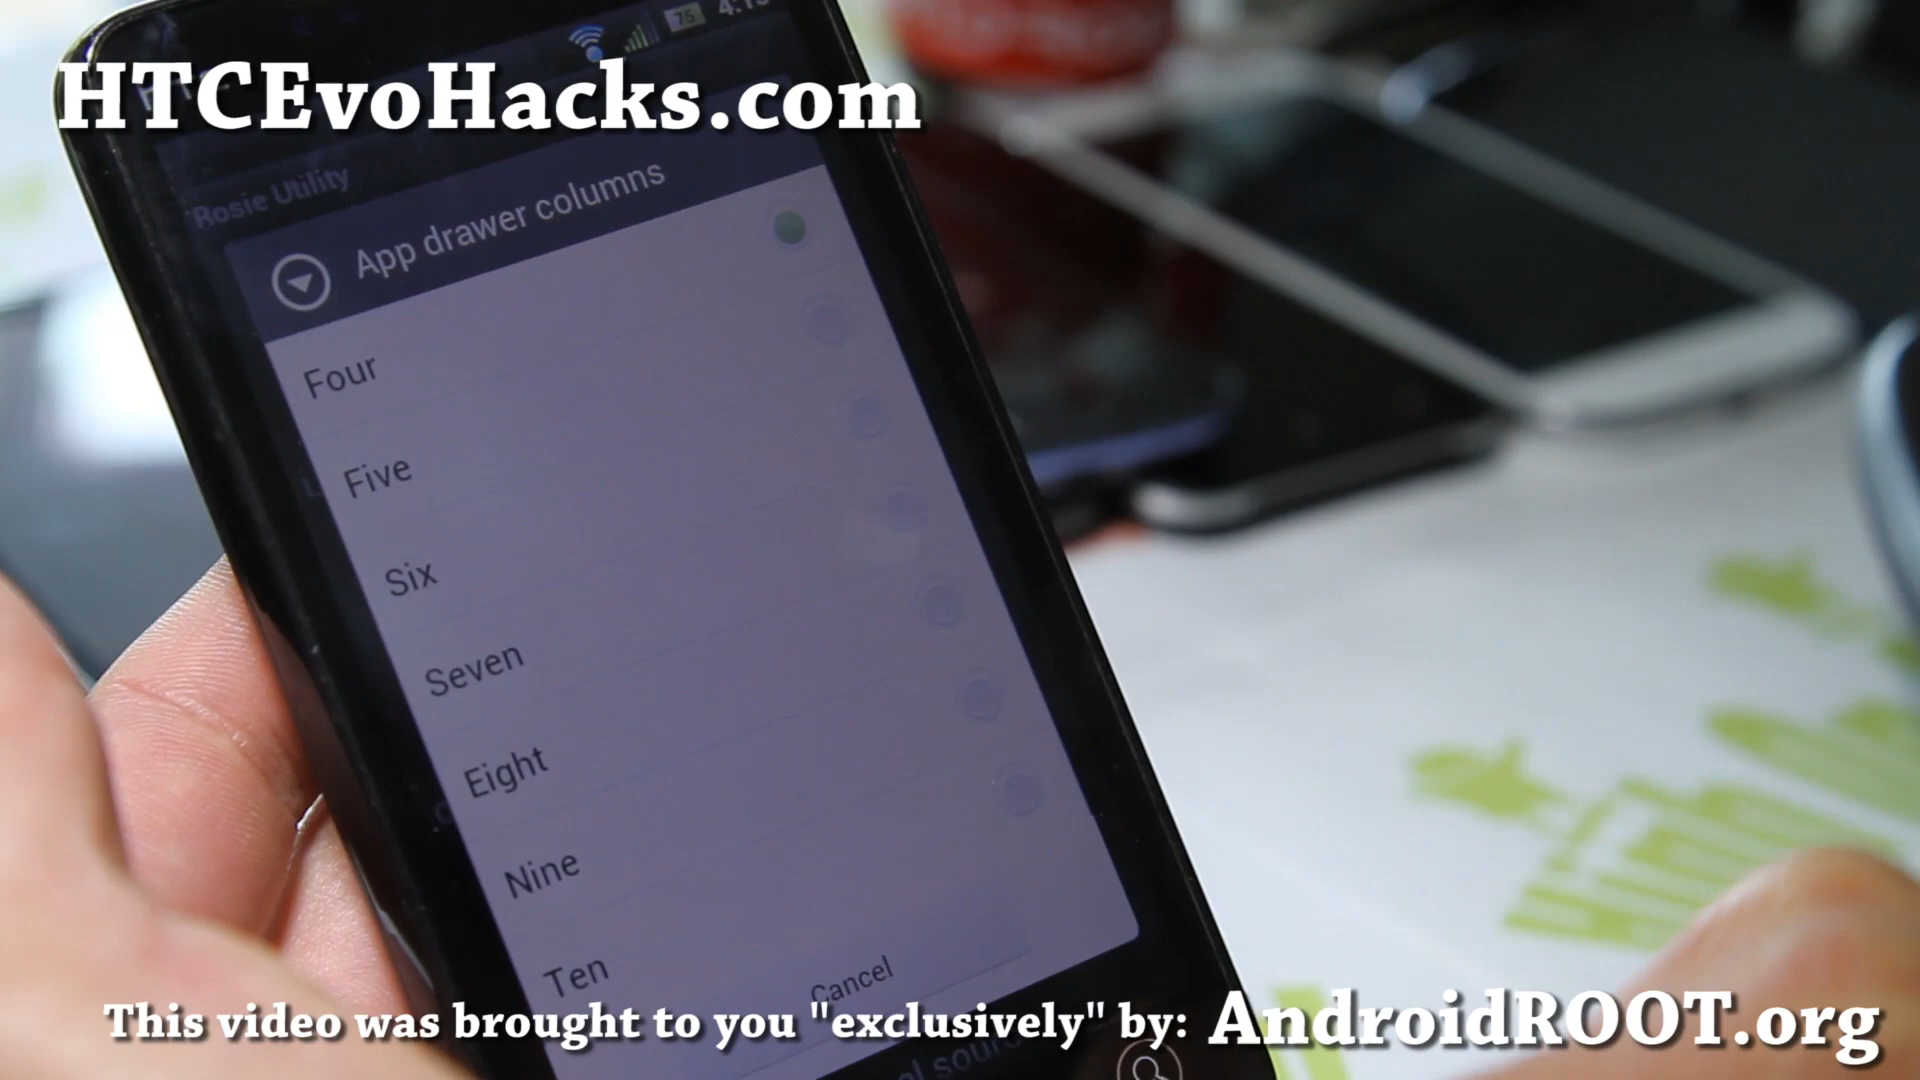 75
HTCEvoHacks.com
Rosie Utility
App drawer columns
Four
Five
Six
Seven
Eight
Nine
Ten
Cancel
This video was brought to you "exclusively" by: AndroidROOT.org